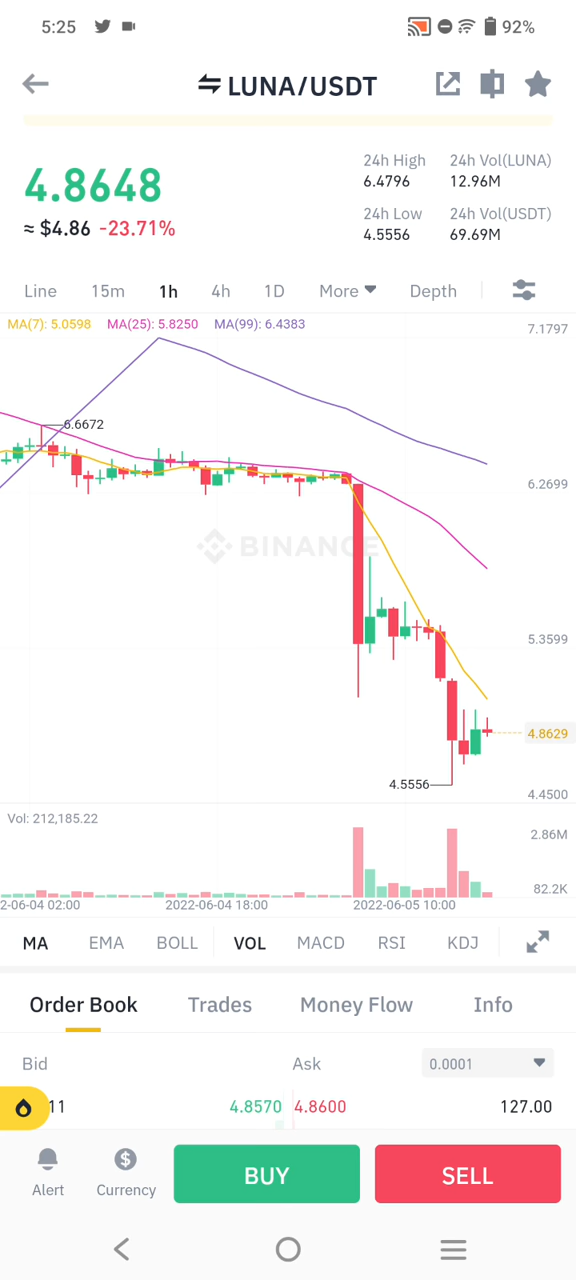 5:25 92%
LUNA/USDT
4.8648
≈ $4.86 -23.71%
24h High 24h Vol(LUNA)
6.4796 12.96M
24h Low 24h Vol(USDT)
4.5556 69.69M
Line 15m 1h 4h 1D More Depth
MA(7): 5.0598 MA(25): 5.8250 MA(99): 6.4383
7.1797
6.6672
6.2699
BINANCE
5.3599
4.8629
4.5556
4.4500
Vol: 212,185.22
2.86M
82.2K
2-06-04 02:00 2022-06-04 18:00 2022-06-05 10:00
MA EMA BOLL VOL MACD RSI KDJ
Order Book Trades Money Flow Info
Bid Ask 0.0001
11 4.8570 4.8600 127.00
Alert Currency BUY SELL